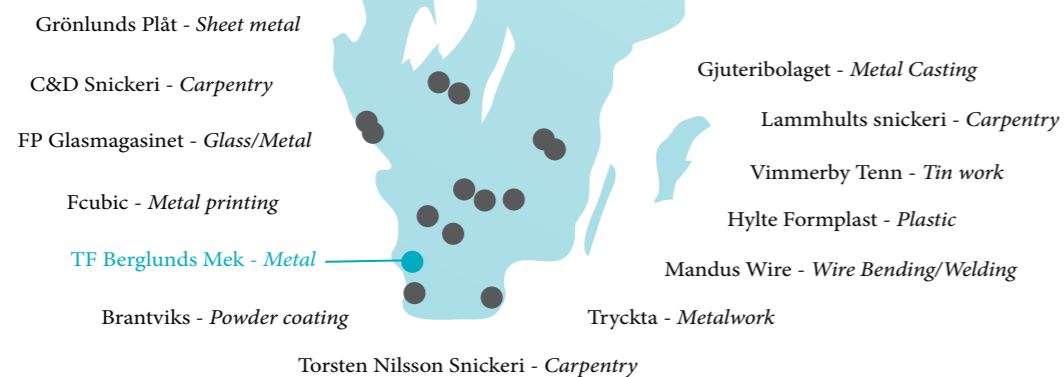 Grönlunds Plåt - Sheet metal
C&D Snickeri - Carpentry
FP Glasmagasinet - Glass/Metal
Fcubic - Metal printing
TF Berglunds Mek - Metal
Brantviks - Powder coating
Torsten Nilsson Snickeri - Carpentry
Gjuteribolaget - Metal Casting
Lammhults snickeri - Carpentry
Vimmerby Tenn - Tin work
Hylte Formplast - Plastic
Mandus Wire - Wire Bending/Welding
Tryckta - Metalwork